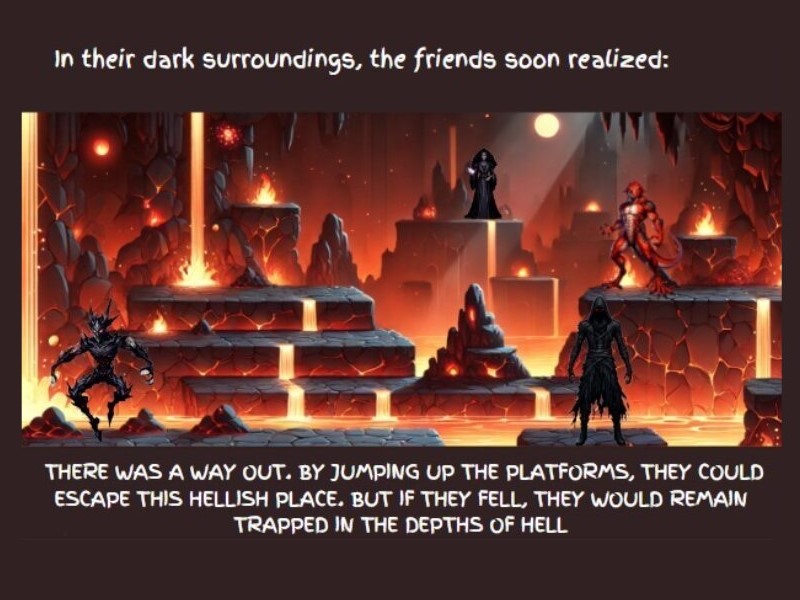 In their dark surroundings, the friends soon realized:
THERE WAS A WAY OUT. BY JUMPING UP THE PLATFORMS, THEY COULD
ESCAPE THIS HELLISH PLACE. BUT IF THEY FELL, THEY WOULD REMAIN
TRAPPED IN THE DEPTHS OF HELL